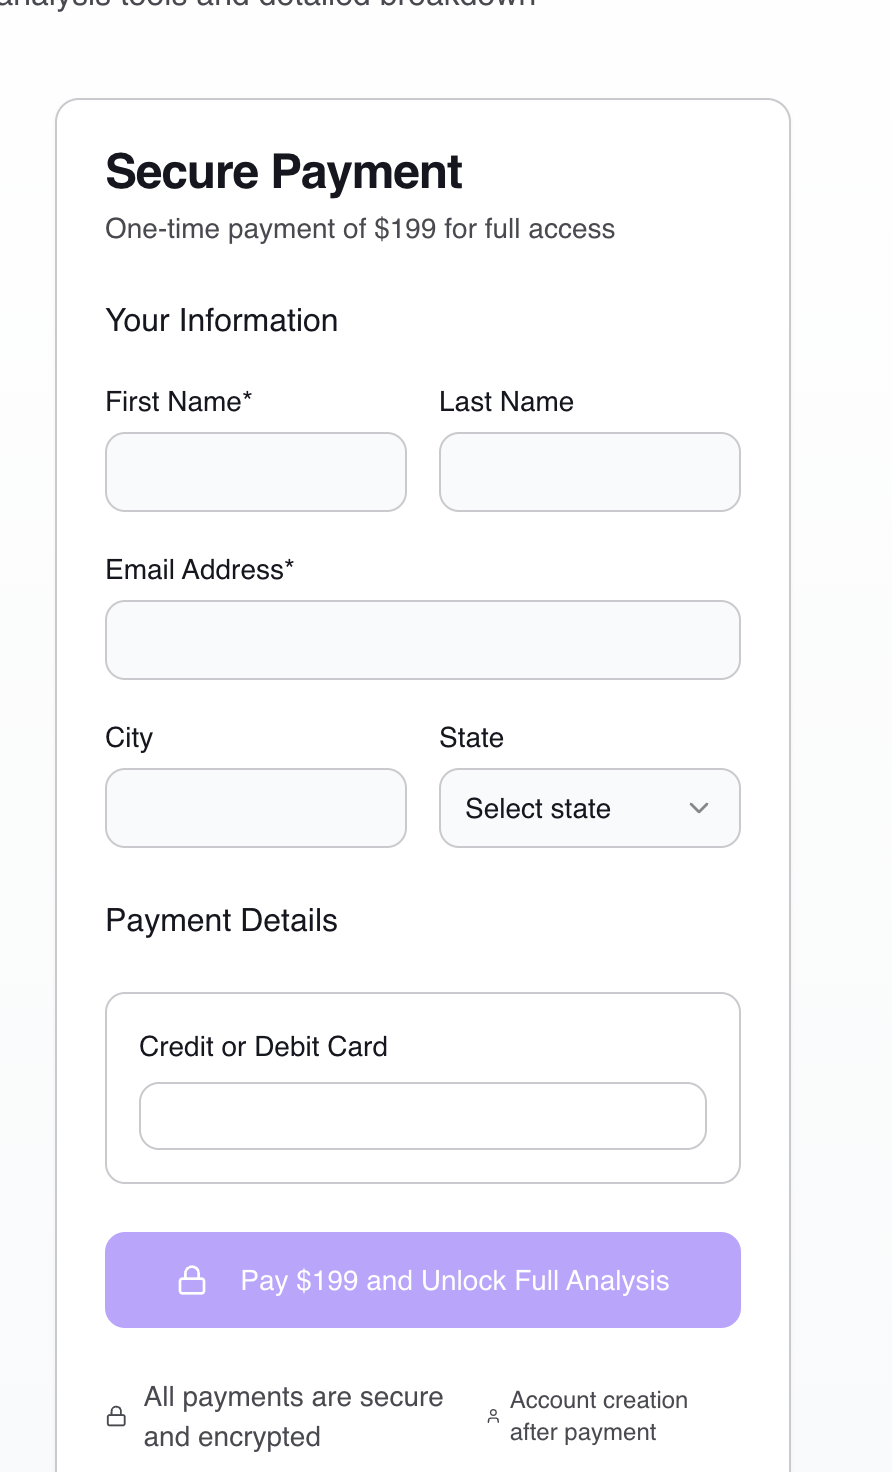 analysis tools and detailed breakdown
Secure Payment
One-time payment of $199 for full access
Your Information
First Name*
Last Name
Email Address*
City
State
Select state
Payment Details
Credit or Debit Card
Pay $199 and Unlock Full Analysis
All payments are secure
and encrypted
Account creation
after payment